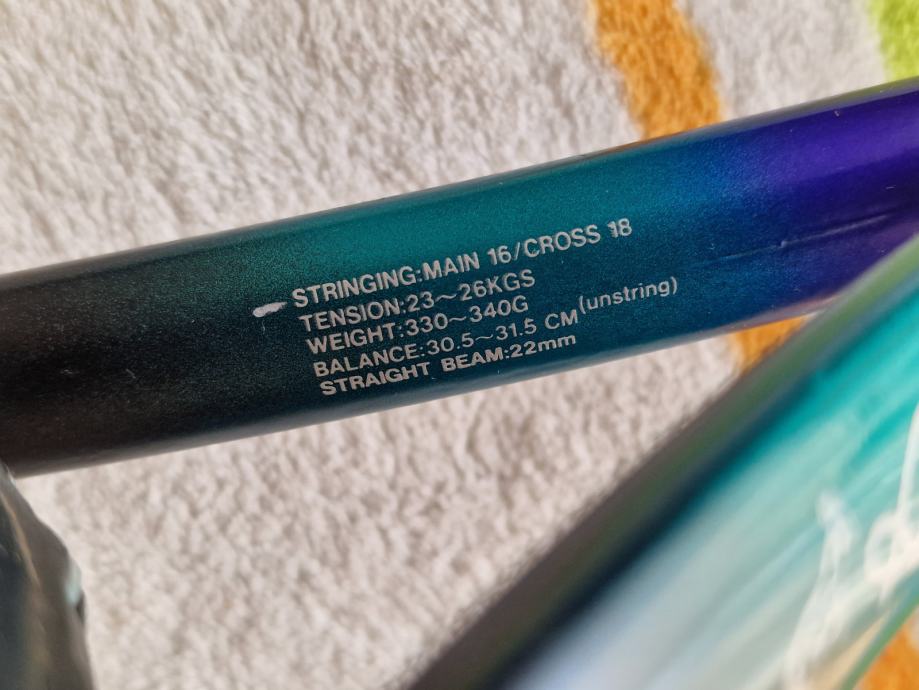 STRINGING:MAIN 16/CROSS 18
TENSION:23~26KGS
WEIGHT:330~340G
BALANCE:30.5~31.5 CM (unstring)
STRAIGHT BEAM:22mm